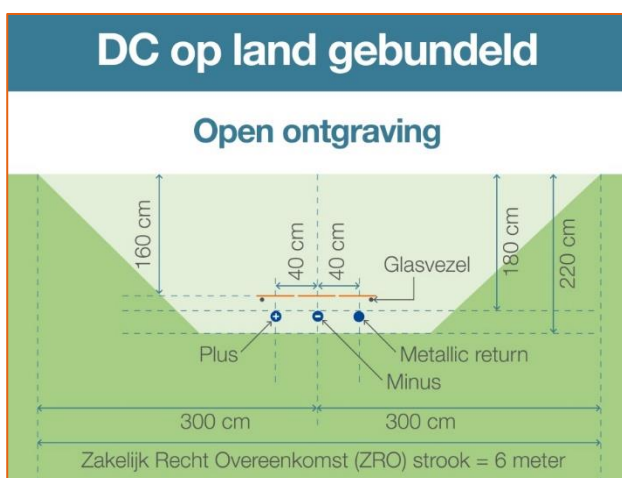 DC op land gebundeld
Open ontgraving
160 cm
40 cm
40 cm
Glasvezel
180 cm
220 cm
Plus
Metallic return
Minus
300 cm
300 cm
Zakelijk Recht Overeenkomst (ZRO) strook = 6 meter